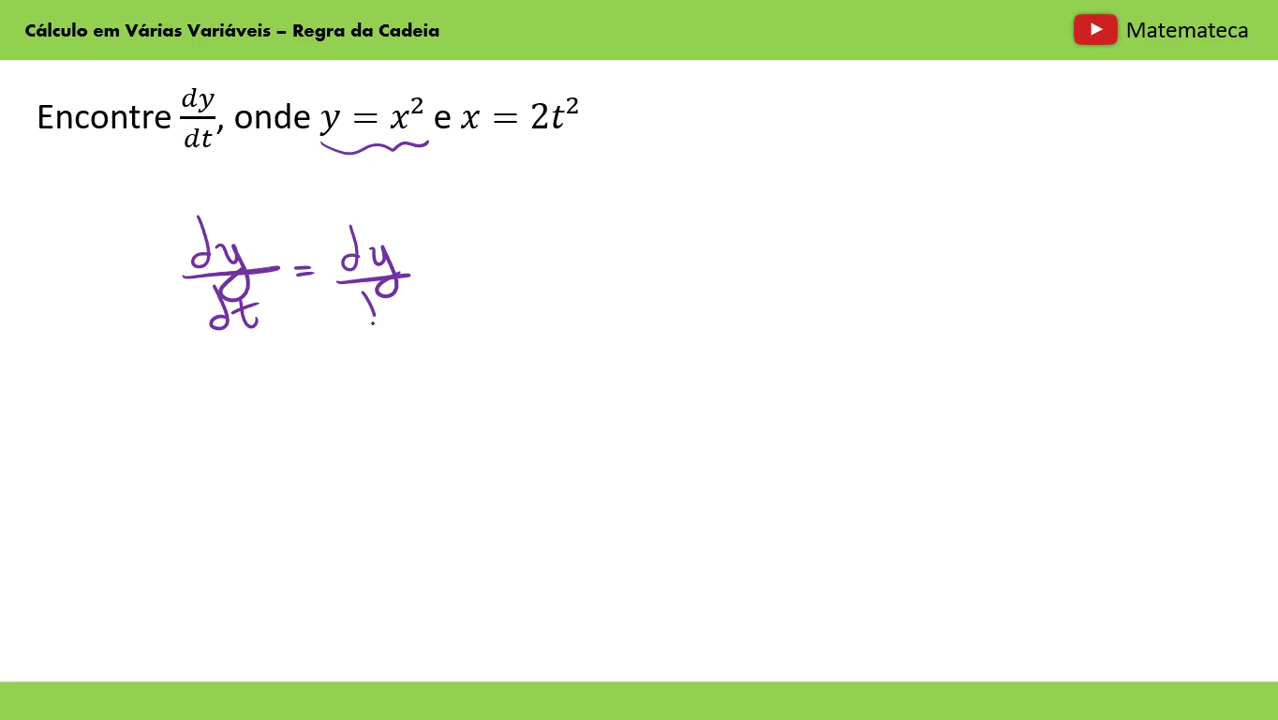 Cálculo em Várias Variáveis – Regra da Cadeia
Matemateca
Encontre dy/dt, onde y = x² e x = 2t²
dy/dt = dy/